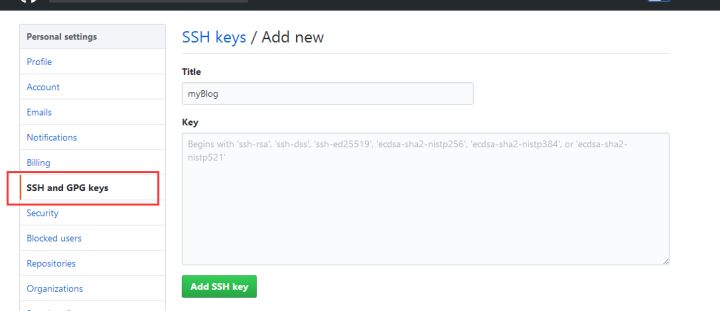 Personal settings
Profile
Account
Emails
Notifications
Billing
SSH and GPG keys
Security
Blocked users
Repositories
Organizations
SSH keys / Add new
Title
myBlog
Key
Begins with 'ssh-rsa', 'ssh-dss', 'ssh-ed25519', 'ecdsa-sha2-nistp256', 'ecdsa-sha2-nistp384', or 'ecdsa-sha2-
nistp521'
Add SSH key